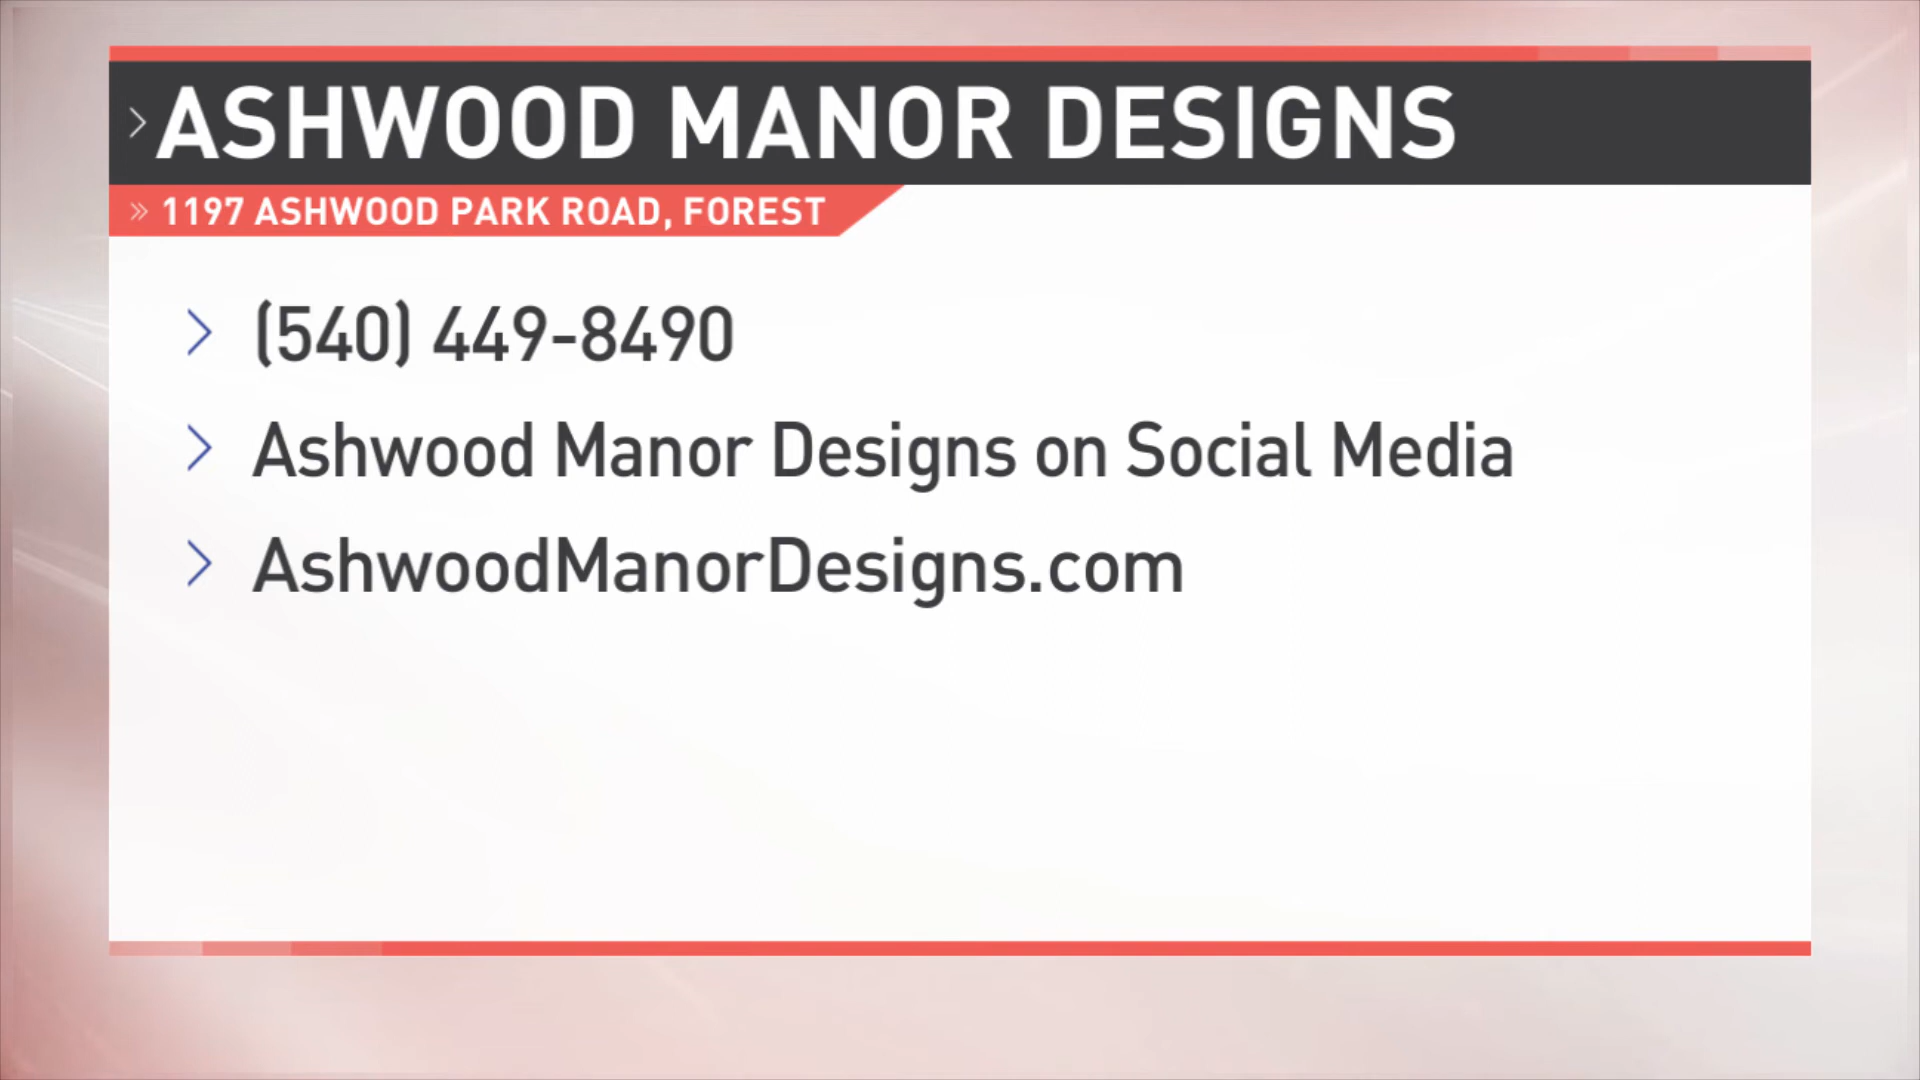 ASHWOOD MANOR DESIGNS
1197 ASHWOOD PARK ROAD, FOREST
(540) 449-8490
Ashwood Manor Designs on Social Media
AshwoodManorDesigns.com